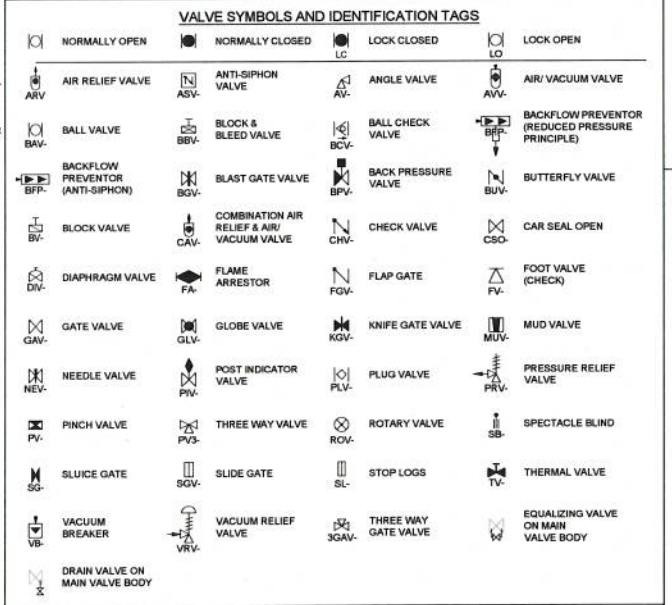 VALVE SYMBOLS AND IDENTIFICATION TAGS
NORMALLY OPEN
NORMALLY CLOSED
LC
LOCK CLOSED
LO
LOCK OPEN
ARV
AIR RELIEF VALVE
ASV-
ANTI-SIPHON
VALVE
AV-
ANGLE VALVE
AVV-
AIR/ VACUUM VALVE
BAV-
BALL VALVE
BBV-
BLOCK &
BLEED VALVE
BCV-
BALL CHECK
VALVE
BFP-
BACKFLOW PREVENTOR
(REDUCED PRESSURE
PRINCIPLE)
BFP-
BACKFLOW
PREVENTOR
(ANTI-SIPHON)
BGV-
BLAST GATE VALVE
BPV-
BACK PRESSURE
VALVE
BUV-
BUTTERFLY VALVE
BV-
BLOCK VALVE
CAV-
COMBINATION AIR
RELIEF & AIR/
VACUUM VALVE
CHV-
CHECK VALVE
CSO-
CAR SEAL OPEN
DIV-
DIAPHRAGM VALVE
FA-
FLAME
ARRESTOR
FGV-
FLAP GATE
FV-
FOOT VALVE
(CHECK)
GAV-
GATE VALVE
GLV-
GLOBE VALVE
KGV-
KNIFE GATE VALVE
MUV-
MUD VALVE
NEV-
NEEDLE VALVE
PIV-
POST INDICATOR
VALVE
PLV-
PLUG VALVE
PRV-
PRESSURE RELIEF
VALVE
PV-
PINCH VALVE
PV3-
THREE WAY VALVE
ROV-
ROTARY VALVE
SB-
SPECTACLE BLIND
SG-
SLUICE GATE
SGV-
SLIDE GATE
SL-
STOP LOGS
TV-
THERMAL VALVE
VB-
VACUUM
BREAKER
VRV-
VACUUM RELIEF
VALVE
3GAV-
THREE WAY
GATE VALVE
EQUALIZING VALVE
ON MAIN
VALVE BODY
DRAIN VALVE ON
MAIN VALVE BODY